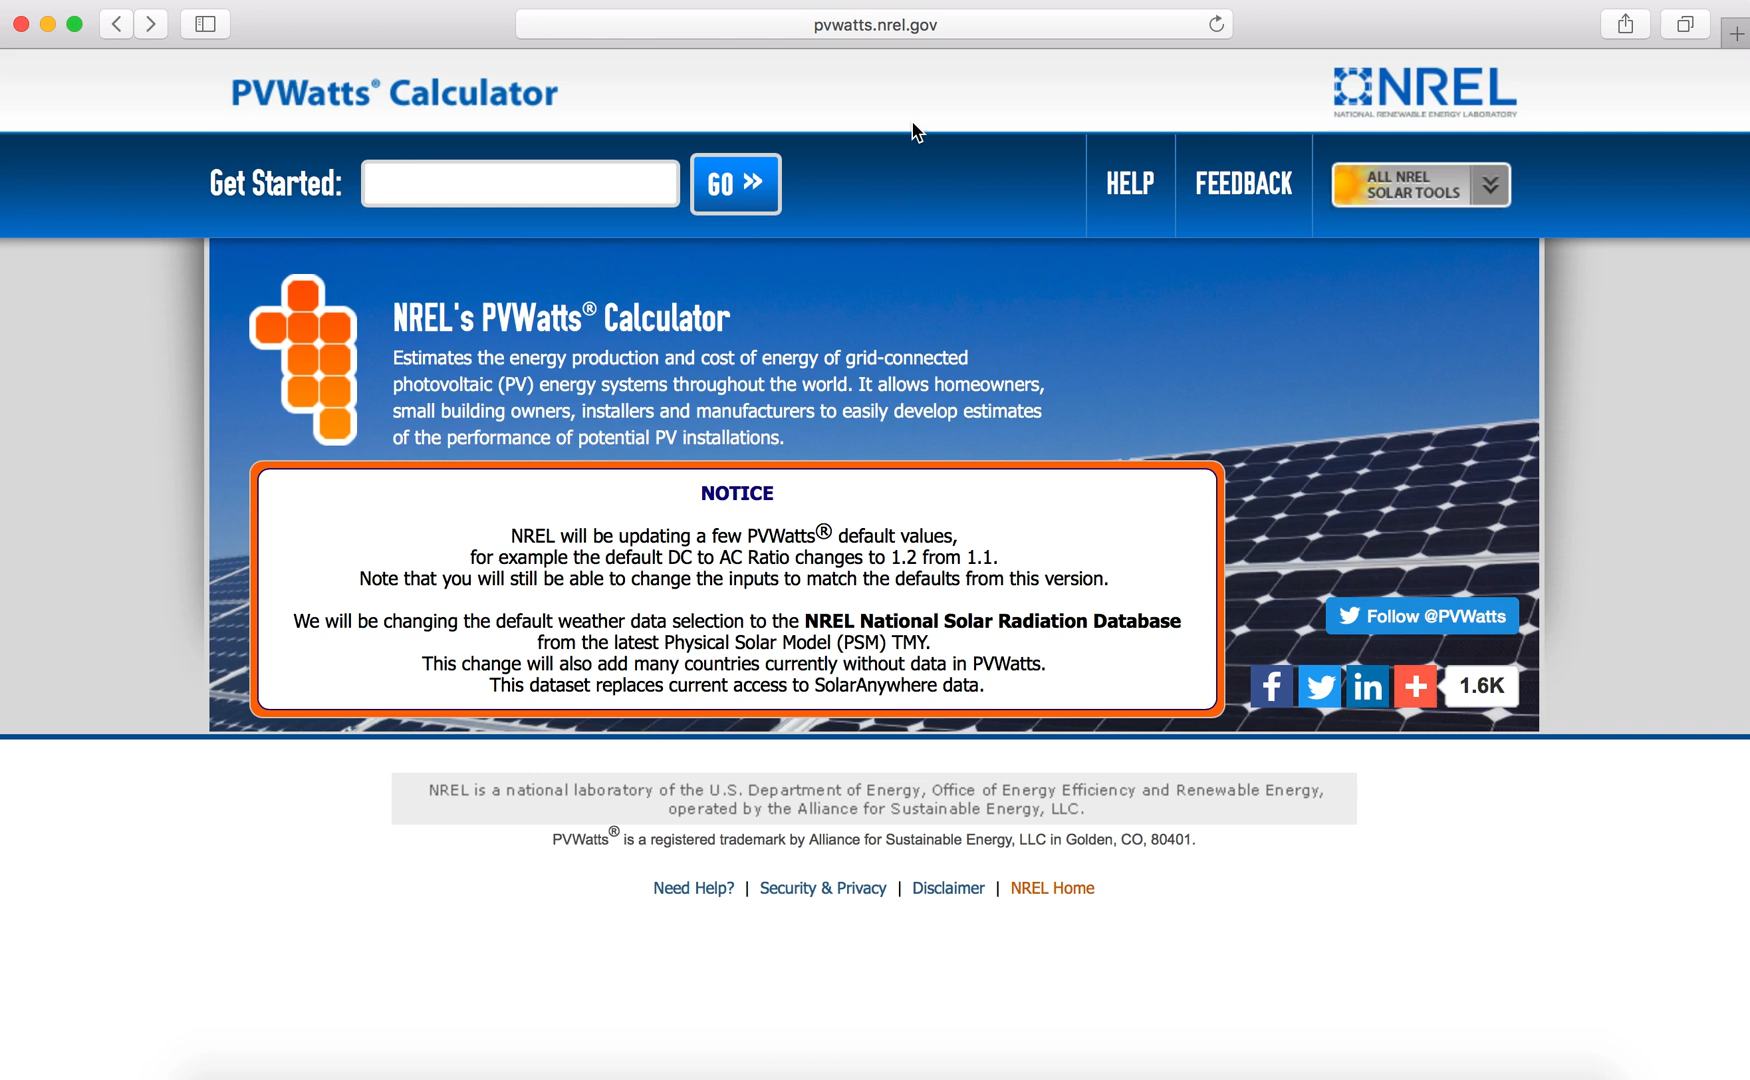 pvwatts.nrel.gov
PVWatts® Calculator
NREL
NATIONAL RENEWABLE ENERGY LABORATORY
Get Started:
GO »
HELP
FEEDBACK
ALL NREL
SOLAR TOOLS
NREL's PVWatts® Calculator
Estimates the energy production and cost of energy of grid-connected
photovoltaic (PV) energy systems throughout the world. It allows homeowners,
small building owners, installers and manufacturers to easily develop estimates
of the performance of potential PV installations.
NOTICE
NREL will be updating a few PVWatts® default values,
for example the default DC to AC Ratio changes to 1.2 from 1.1.
Note that you will still be able to change the inputs to match the defaults from this version.
We will be changing the default weather data selection to the NREL National Solar Radiation Database
from the latest Physical Solar Model (PSM) TMY.
This change will also add many countries currently without data in PVWatts.
This dataset replaces current access to SolarAnywhere data.
Follow @PVWatts
1.6K
NREL is a national laboratory of the U.S. Department of Energy, Office of Energy Efficiency and Renewable Energy,
operated by the Alliance for Sustainable Energy, LLC.
PVWatts® is a registered trademark by Alliance for Sustainable Energy, LLC in Golden, CO, 80401.
Need Help? | Security & Privacy | Disclaimer | NREL Home